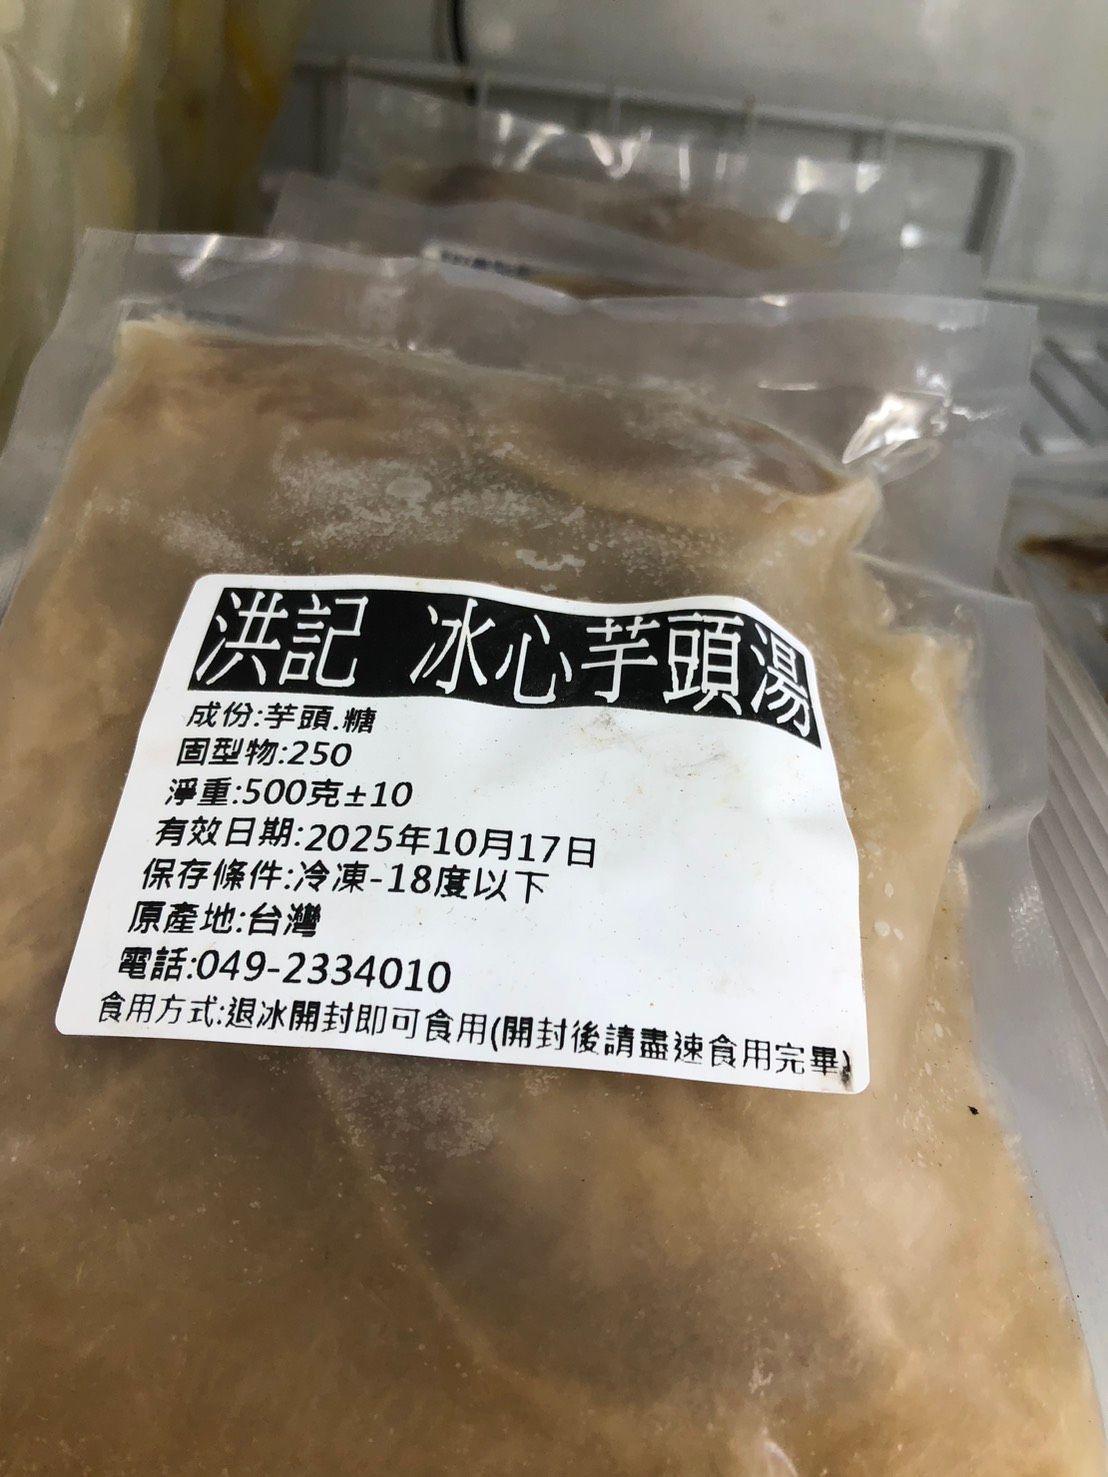 洪記 冰心芋頭湯
成份:芋頭.糖
固型物:250
淨重:500克±10
有效日期:2025年10月17日
保存條件:冷凍-18度以下
原產地:台灣
電話:049-2334010
食用方式:退冰開封即可食用(開封後請盡速食用完畢)